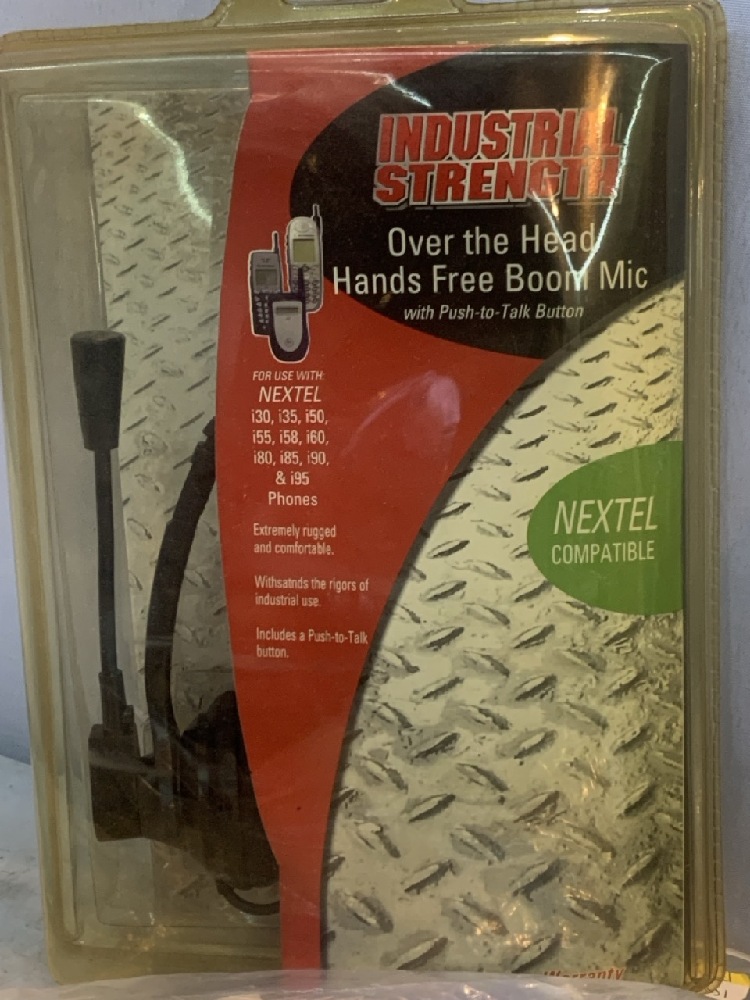 INDUSTRIAL
STRENGTH
Over the Head
Hands Free Boom Mic
with Push-to-Talk Button
FOR USE WITH:
NEXTEL
i30, i35, i50,
i55, i58, i60,
i80, i85, i90,
& i95
Phones
Extremely rugged
and comfortable.
Withsatnds the rigors of
industrial use.
Includes a Push-to-Talk
button.
NEXTEL
COMPATIBLE
Warranty